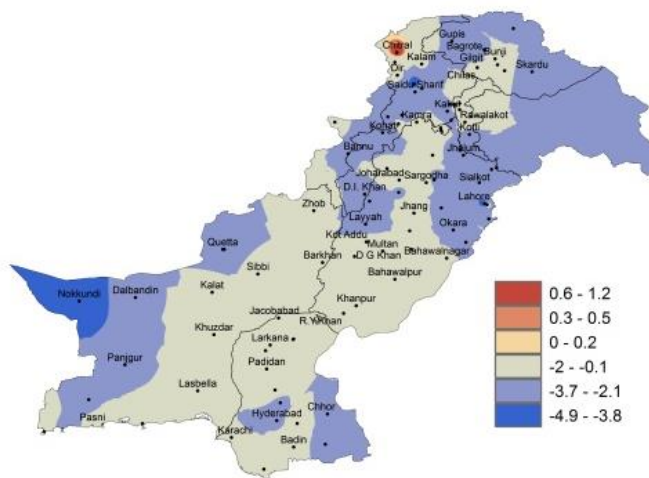 Gupis
Chitral
Bagrote
Bunji
Gilgit
Kalam
Skardu
Dir
Chilas
Saidu Sharif
Kakul
Kamra
Rawalakot
Kohat
Kotli
Bannu
Jhelum
Joharabad
Sargodha
Sialkot
D.I. Khan
Lahore
Zhob
Jhang
Layyah
Okara
Kot Addu
Quetta
Multan
Barkhan
D G Khan
Bahawalnagar
Sibbi
Bahawalpur
Nokkundi
Dalbandin
Kalat
Khanpur
Jacobabad
R.Y.Khan
Khuzdar
Larkana
Panjgur
Padidan
Lasbella
Pasni
Hyderabad
Chhor
Karachi
Badin
0.6 - 1.2
0.3 - 0.5
0 - 0.2
-2 - -0.1
-3.7 - -2.1
-4.9 - -3.8